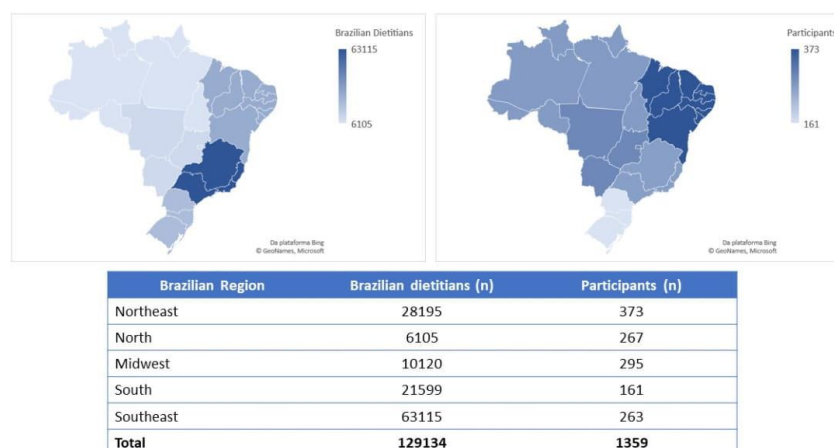 Brazilian Dietitians
63115
6105
Da plataforma Bing
© GeoNames, Microsoft
Participants
373
161
Da plataforma Bing
© GeoNames, Microsoft
Brazilian Region Brazilian dietitians (n) Participants (n)
Northeast 28195 373
North 6105 267
Midwest 10120 295
South 21599 161
Southeast 63115 263
Total 129134 1359